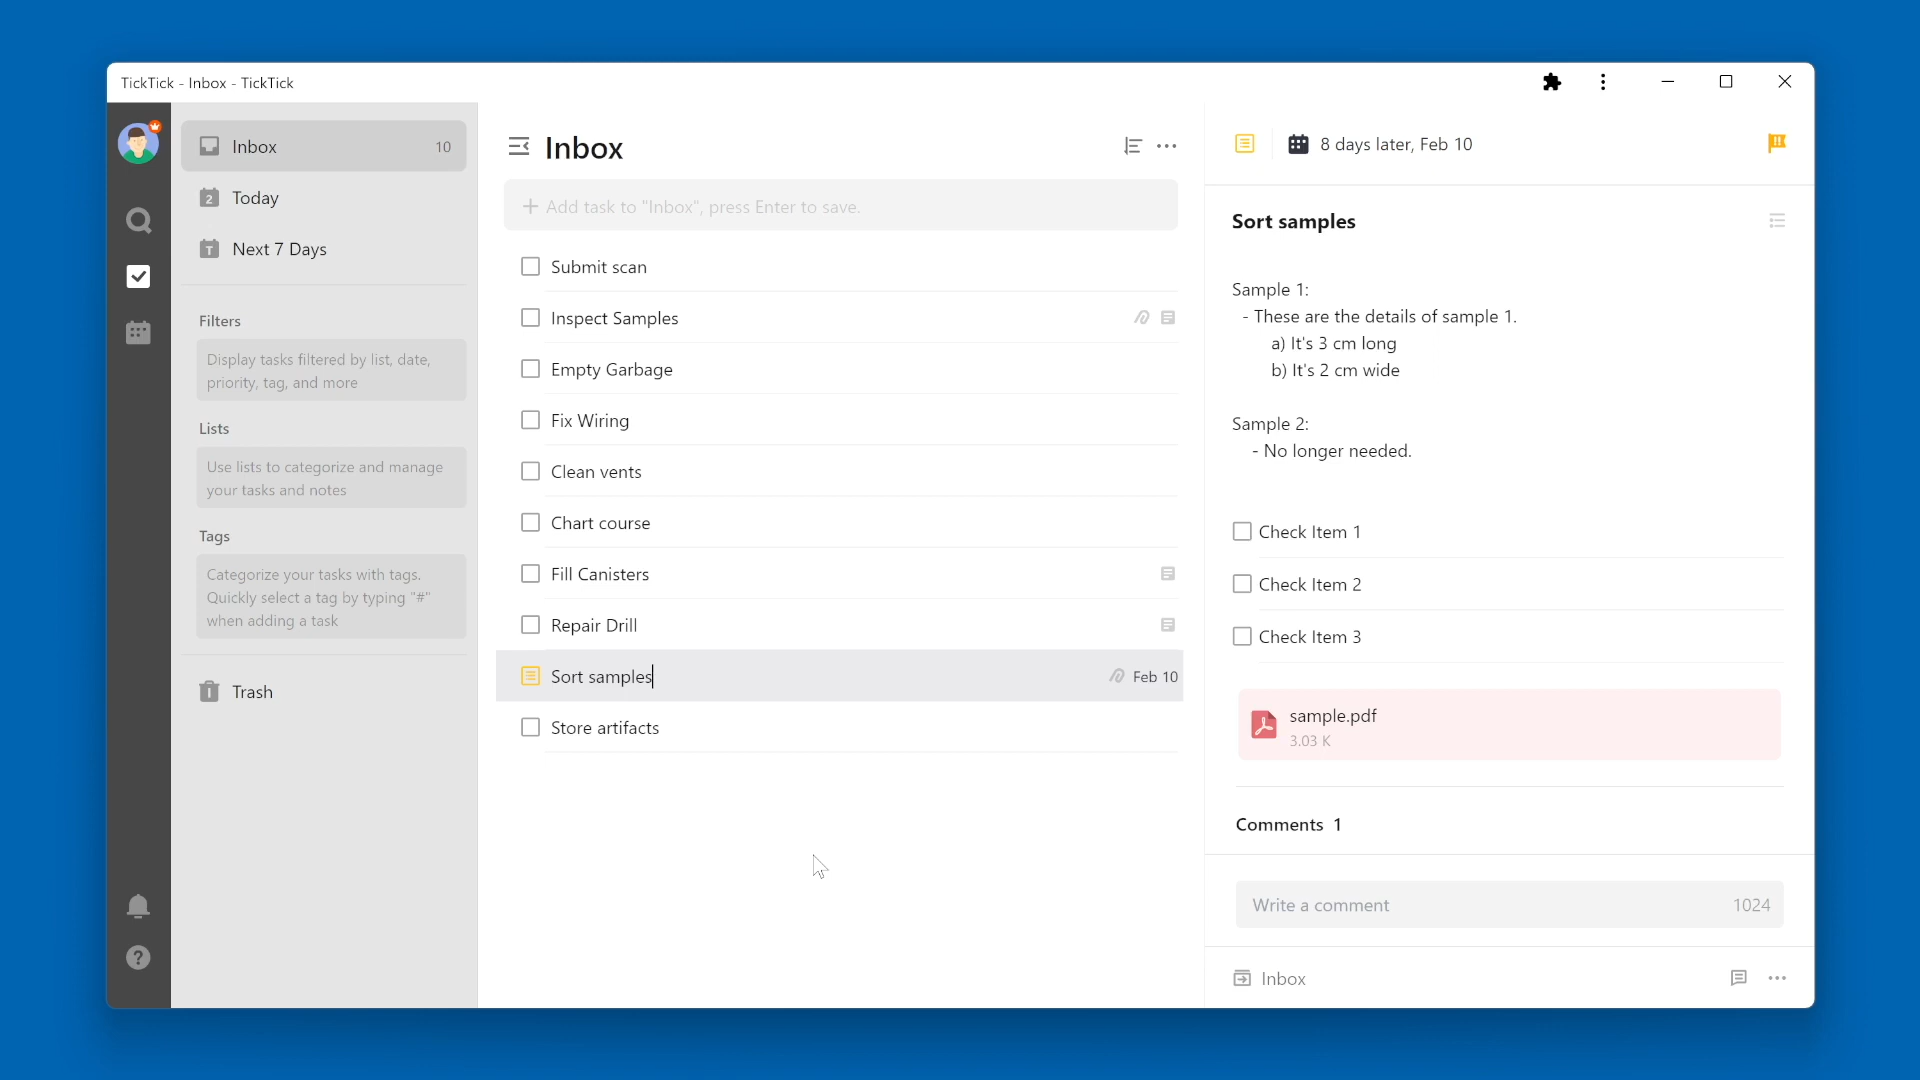 TickTick - Inbox - TickTick
Inbox 10
2 Today
T Next 7 Days
Filters
Display tasks filtered by list, date,
priority, tag, and more
Lists
Use lists to categorize and manage
your tasks and notes
Tags
Categorize your tasks with tags.
Quickly select a tag by typing "#"
when adding a task
Trash
?
Inbox
+ Add task to "Inbox", press Enter to save.
Submit scan
Inspect Samples
Empty Garbage
Fix Wiring
Clean vents
Chart course
Fill Canisters
Repair Drill
Sort samples Feb 10
Store artifacts
8 days later, Feb 10
!!
Sort samples
Sample 1:
- These are the details of sample 1.
a) It's 3 cm long
b) It's 2 cm wide
Sample 2:
- No longer needed.
Check Item 1
Check Item 2
Check Item 3
sample.pdf
3.03 K
Comments 1
Write a comment 1024
Inbox